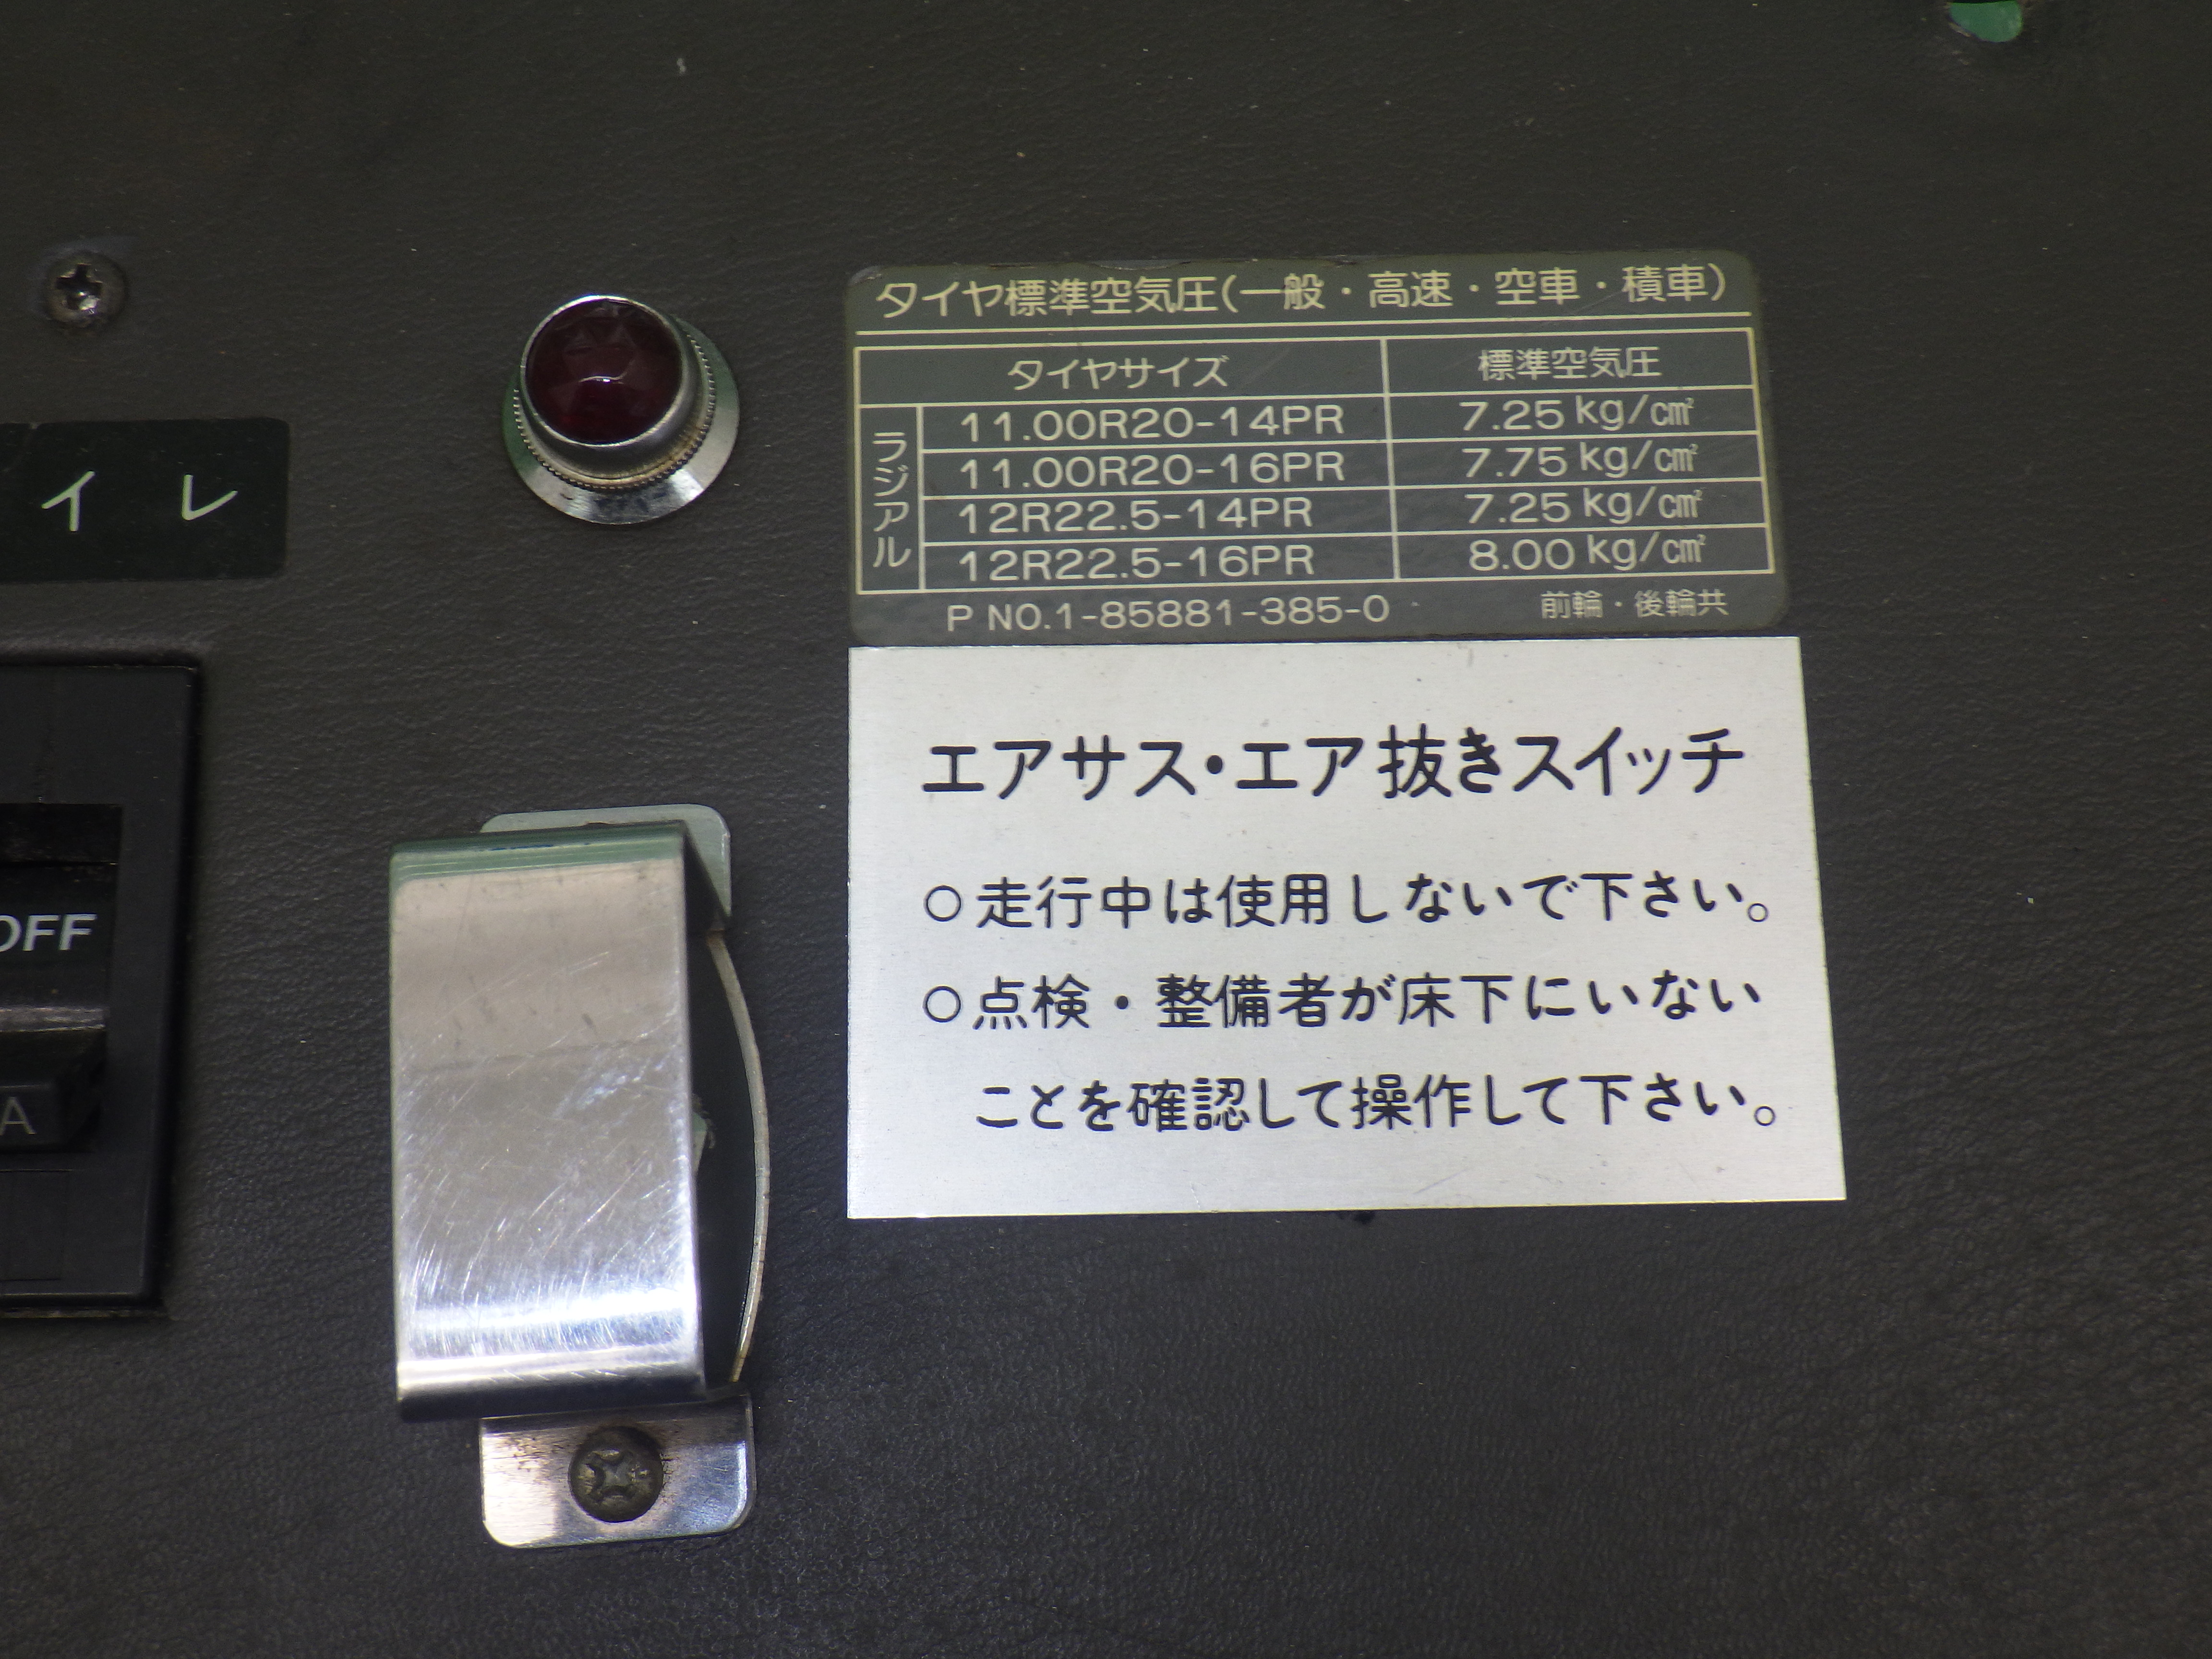 タイヤ標準空気圧(一般・高速・空車・積車)
タイヤサイズ 標準空気圧
ラジアル
11.00R20-14PR 7.25 kg/c㎡
11.00R20-16PR 7.75 kg/c㎡
12R22.5-14PR 7.25 kg/c㎡
12R22.5-16PR 8.00 kg/c㎡
P NO.1-85881-385-0 前輪・後輪共
イレ
エアサス・エア抜きスイッチ
○走行中は使用しないで下さい。
○点検・整備者が床下にいない
ことを確認して操作して下さい。
OFF
A